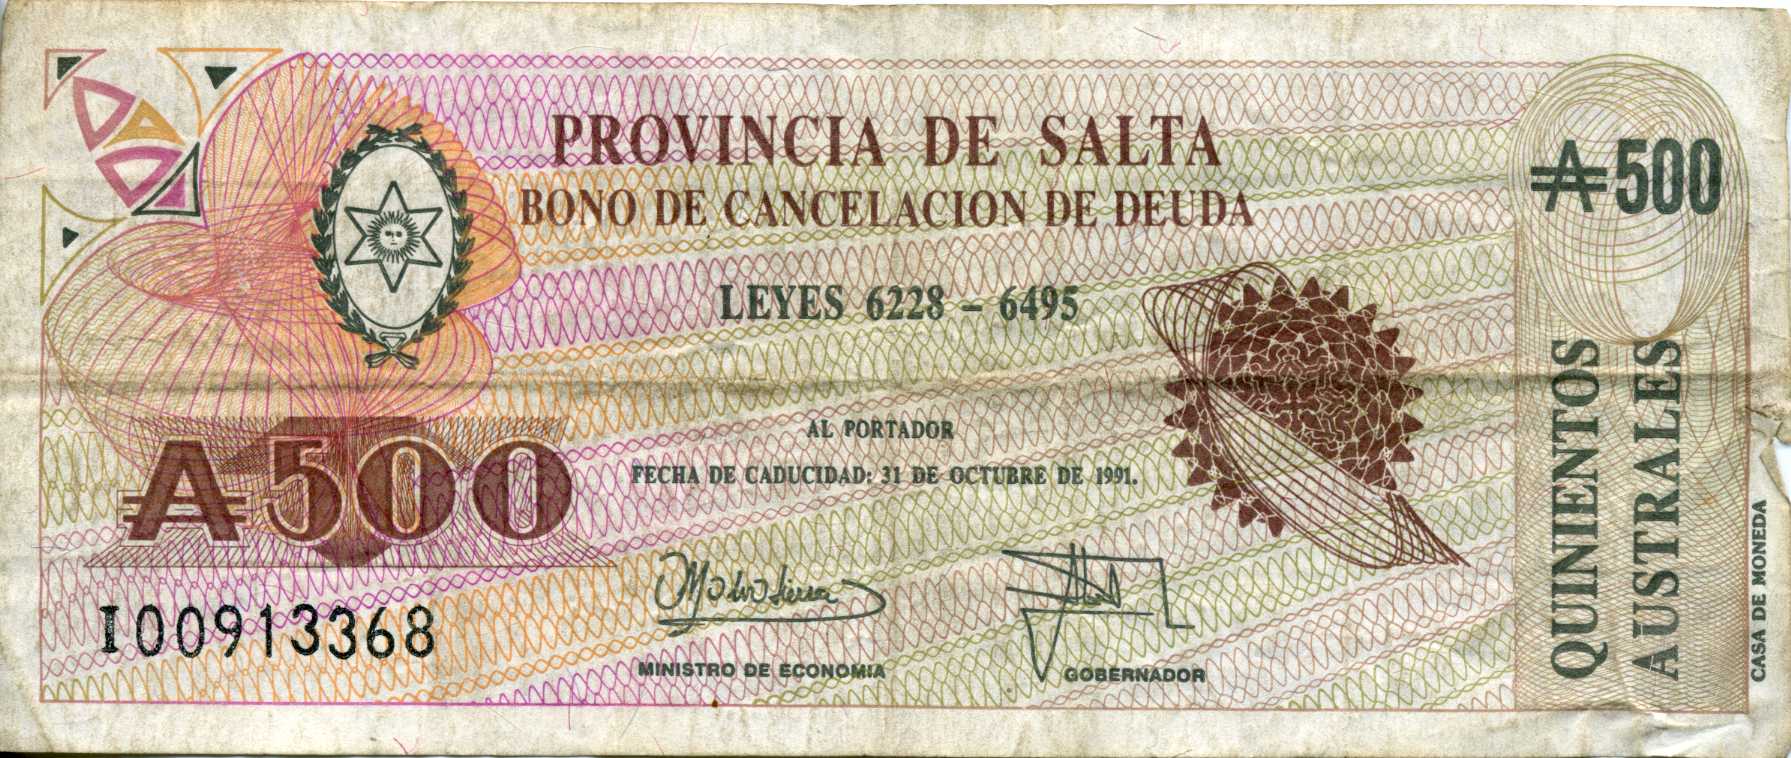 PROVINCIA DE SALTA
BONO DE CANCELACION DE DEUDA
LEYES 6228 - 6495
AL PORTADOR
FECHA DE CADUCIDAD: 31 DE OCTUBRE DE 1991.
₳500
I00913368
MINISTRO DE ECONOMIA
GOBERNADOR
₳500
QUINIENTOS
AUSTRALES
CASA DE MONEDA